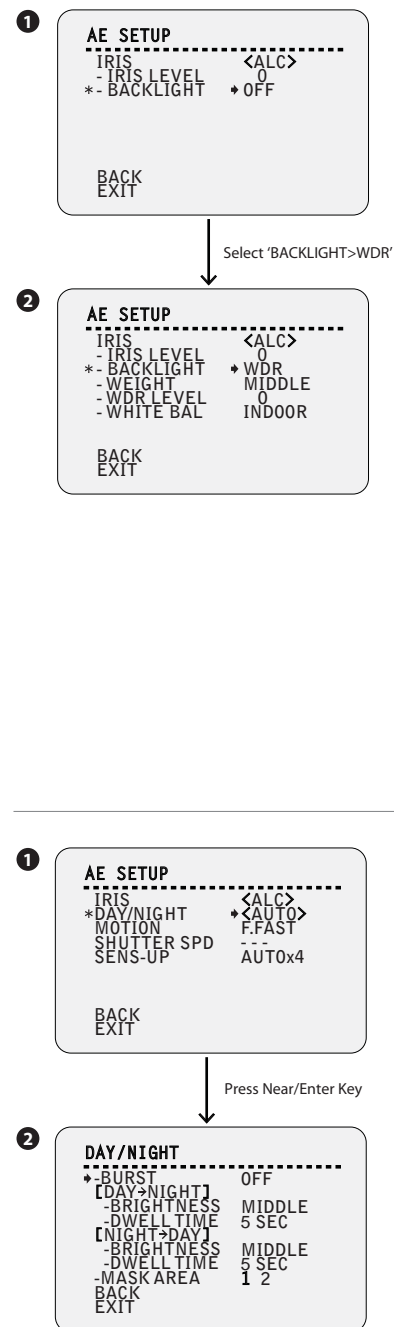 1
AE SETUP
IRIS <ALC>
- IRIS LEVEL 0
*- BACKLIGHT ➧ OFF
BACK
EXIT
Select ‘BACKLIGHT>WDR’
2
AE SETUP
IRIS <ALC>
- IRIS LEVEL 0
*- BACKLIGHT ➧ WDR
- WEIGHT MIDDLE
- WDR LEVEL 0
- WHITE BAL INDOOR
BACK
EXIT
1
AE SETUP
IRIS <ALC>
*DAY/NIGHT ➧ <AUTO>
MOTION F.FAST
SHUTTER SPD ---
SENS-UP AUTOx4
BACK
EXIT
Press Near/Enter Key
2
DAY/NIGHT
➧-BURST OFF
[DAY➔NIGHT]
-BRIGHTNESS MIDDLE
-DWELL TIME 5 SEC
[NIGHT➔DAY]
-BRIGHTNESS MIDDLE
-DWELL TIME 5 SEC
-MASK AREA 1 2
BACK
EXIT